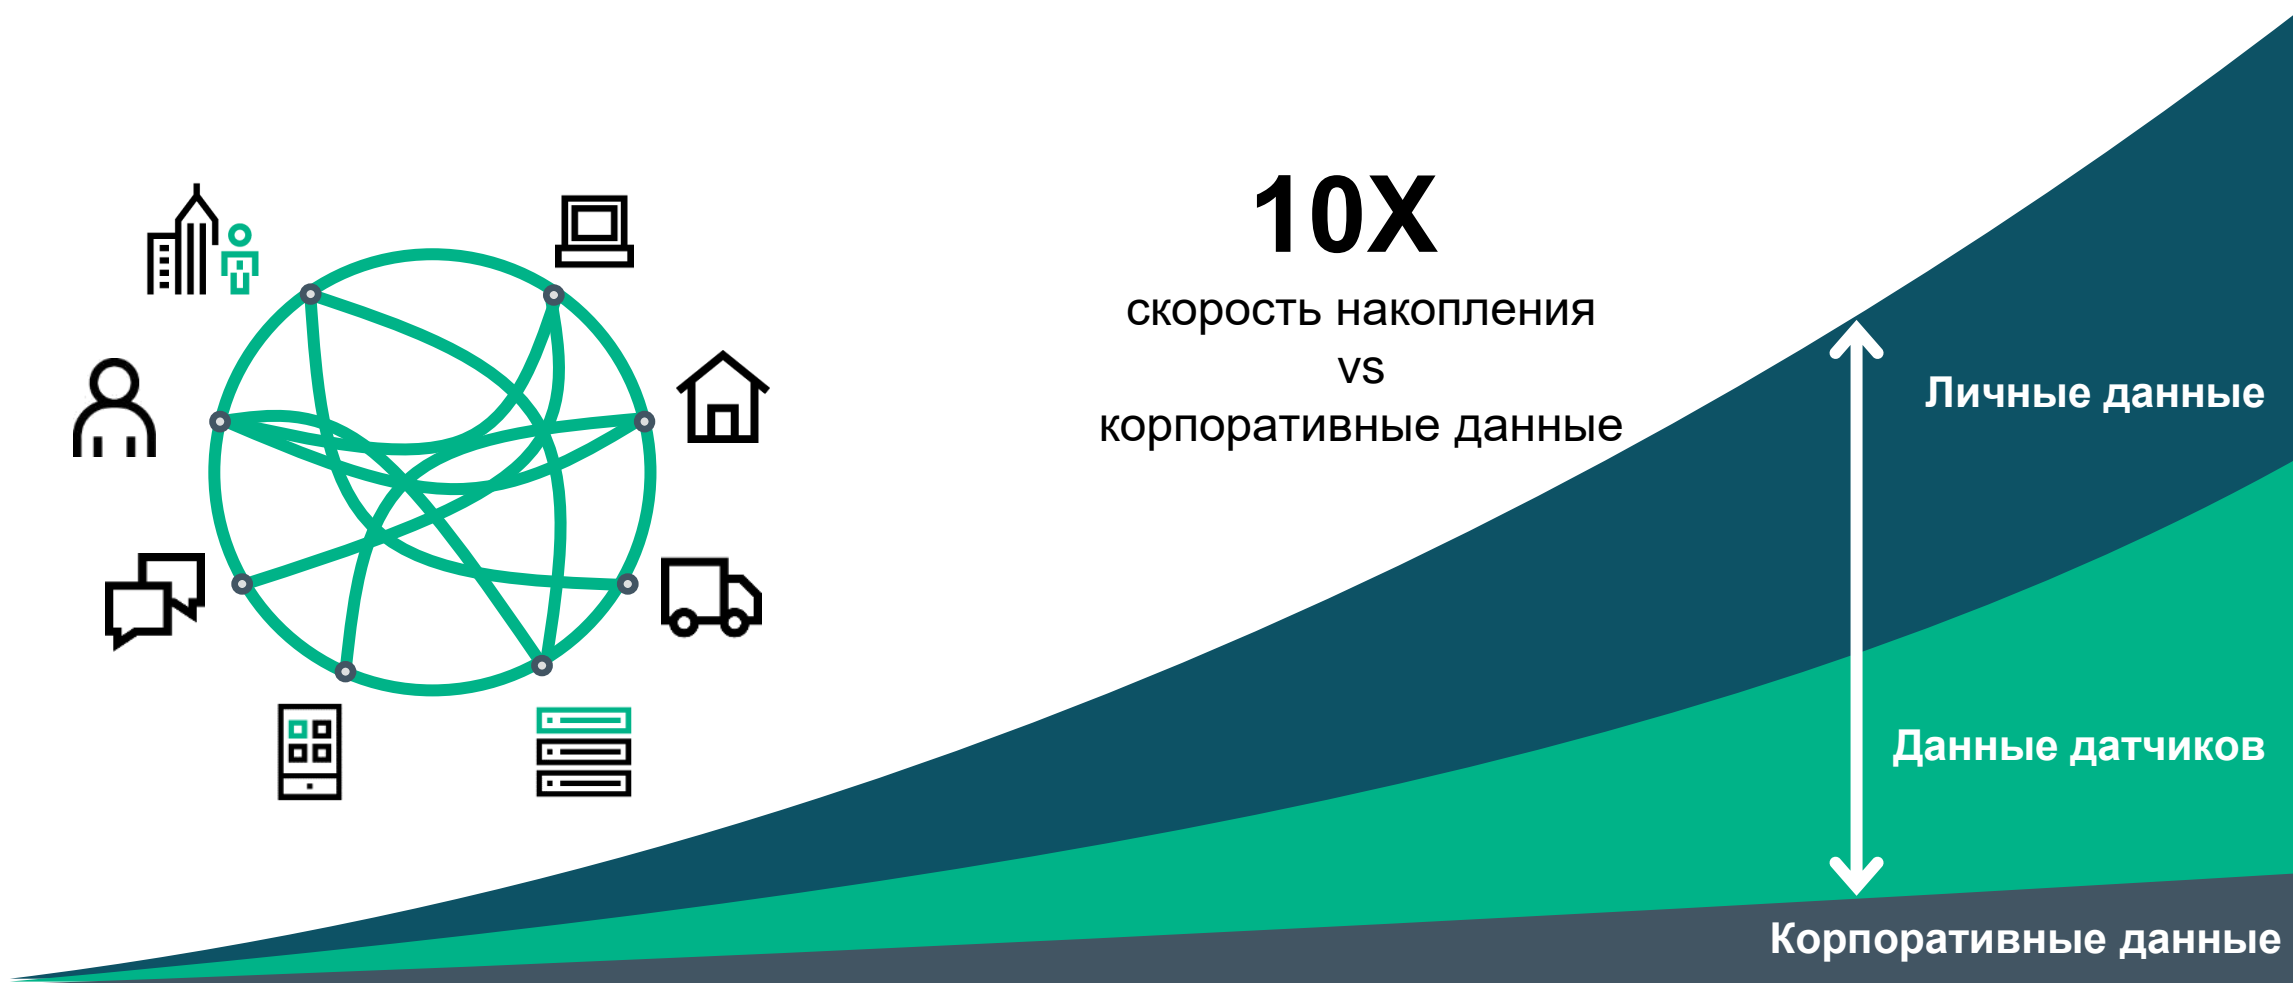 10X
скорость накопления
vs
корпоративные данные
Личные данные
Данные датчиков
Корпоративные данные